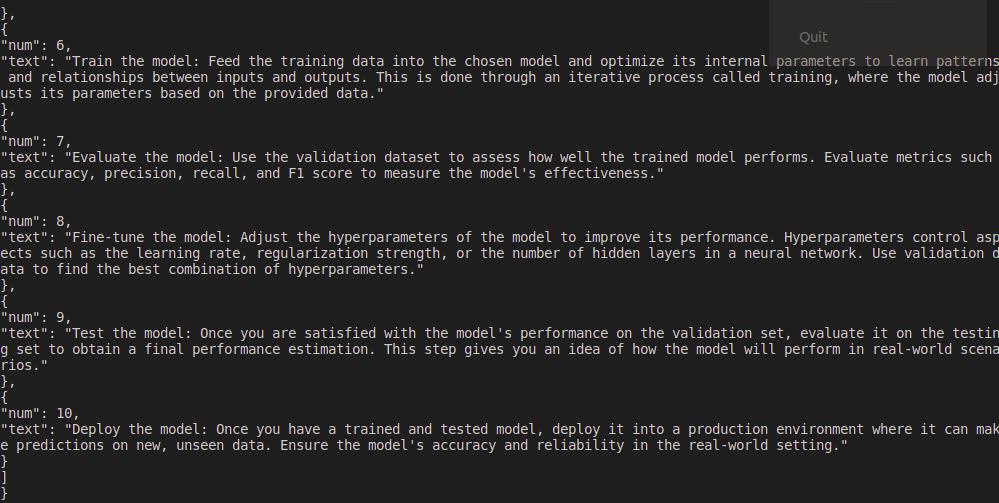 },
{
"num": 6,
"text": "Train the model: Feed the training data into the chosen model and optimize its internal parameters to learn patterns
 and relationships between inputs and outputs. This is done through an iterative process called training, where the model adj
usts its parameters based on the provided data."
},
{
"num": 7,
"text": "Evaluate the model: Use the validation dataset to assess how well the trained model performs. Evaluate metrics such
as accuracy, precision, recall, and F1 score to measure the model's effectiveness."
},
{
"num": 8,
"text": "Fine-tune the model: Adjust the hyperparameters of the model to improve its performance. Hyperparameters control asp
ects such as the learning rate, regularization strength, or the number of hidden layers in a neural network. Use validation d
ata to find the best combination of hyperparameters."
},
{
"num": 9,
"text": "Test the model: Once you are satisfied with the model's performance on the validation set, evaluate it on the testin
g set to obtain a final performance estimation. This step gives you an idea of how the model will perform in real-world scena
rios."
},
{
"num": 10,
"text": "Deploy the model: Once you have a trained and tested model, deploy it into a production environment where it can mak
e predictions on new, unseen data. Ensure the model's accuracy and reliability in the real-world setting."
}
]
}
Quit